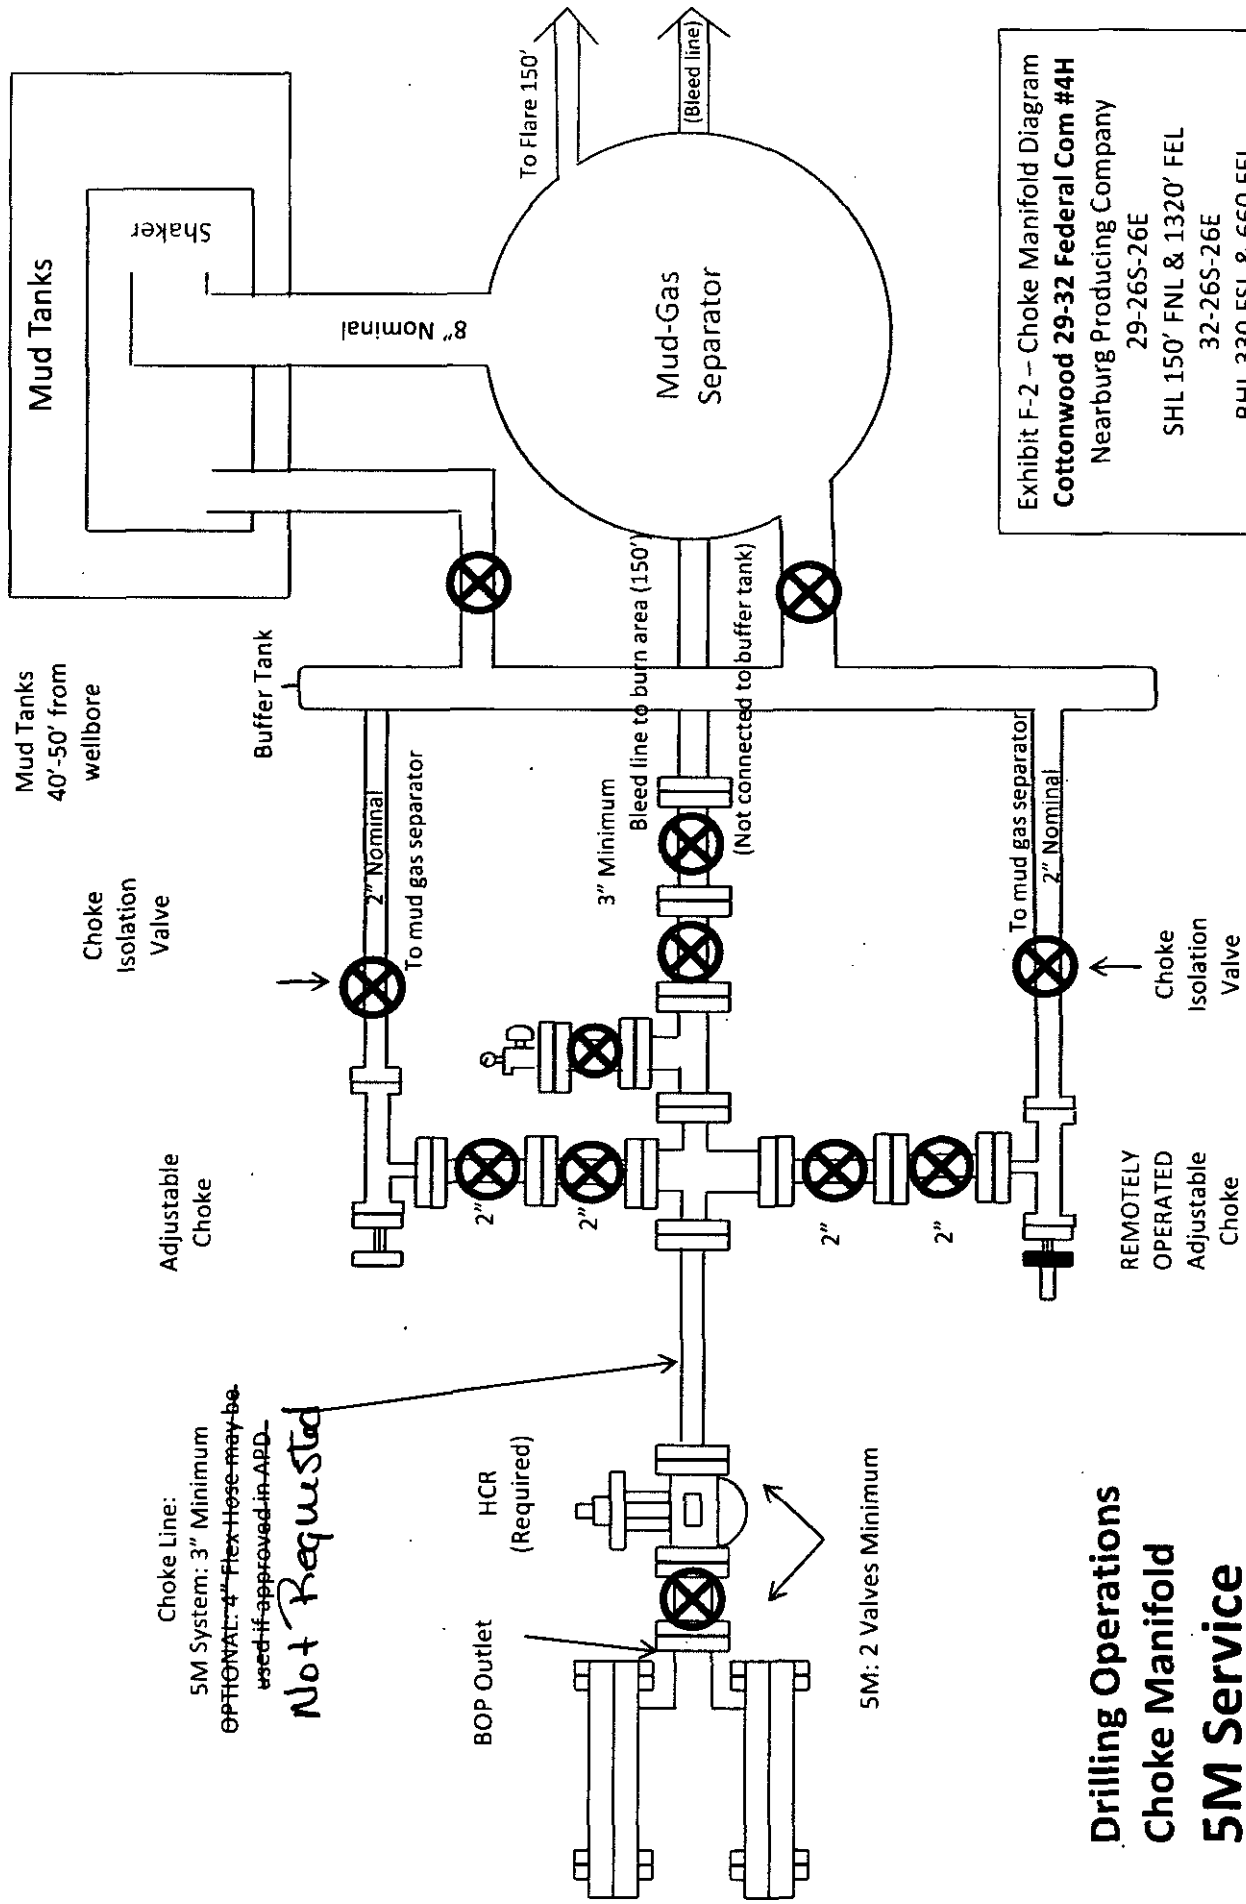 Choke Line:
5M System: 3" Minimum
OPTIONAL: 4" Flex Hose may be
used if approved in APD
Not Requested
Adjustable
Choke
Choke
Isolation
Valve
Mud Tanks
40'-50' from
wellbore
Mud Tanks
Shaker
8" Nominal
Buffer Tank
2" Nominal
To mud gas separator
To Flare 150'
(Bleed line)
Mud-Gas
Separator
BOP Outlet
HCR
(Required)
2"
2"
3" Minimum
Bleed line to burn area (150')
(Not connected to buffer tank)
2"
2"
5M: 2 Valves Minimum
To mud gas separator
2" Nominal
REMOTELY
OPERATED
Adjustable
Choke
Choke
Isolation
Valve
Drilling Operations
Choke Manifold
5M Service
Exhibit F-2 – Choke Manifold Diagram
Cottonwood 29-32 Federal Com #4H
Nearburg Producing Company
29-26S-26E
SHL 150' FNL & 1320' FEL
32-26S-26E
BHL 330 FSL & 660 FEL